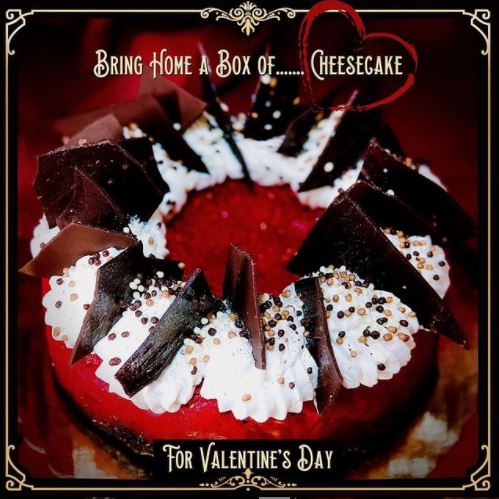 Bring Home a Box of....... Cheesecake
For Valentine's Day